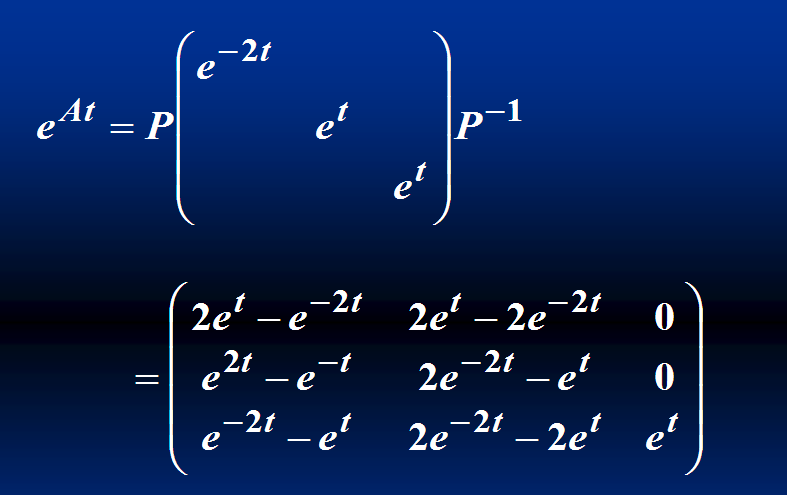 e^{At} = P \begin{pmatrix} e^{-2t} & & \\ & e^{t} & \\ & & e^{t} \end{pmatrix} P^{-1}
= \begin{pmatrix} 2e^{t} - e^{-2t} & 2e^{t} - 2e^{-2t} & 0 \\ e^{2t} - e^{-t} & 2e^{-2t} - e^{t} & 0 \\ e^{-2t} - e^{t} & 2e^{-2t} - 2e^{t} & e^{t} \end{pmatrix}